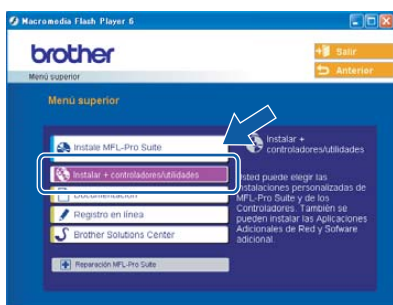 Macromedia Flash Player 6
brother
Salir
Menú superior
Anterior
Menú superior
Instale MFL-Pro Suite
Instalar + controladores/utilidades
Documentación
Registro en línea
Brother Solutions Center
Reparación MFL-Pro Suite
Instalar +
controladores/utilidades
Usted puede elegir las
instalaciones personalizadas de
MFL-Pro Suite y de los
Controladores. También se
pueden instalar las Aplicaciones
Adicionales de Red y Sofware
adicional.